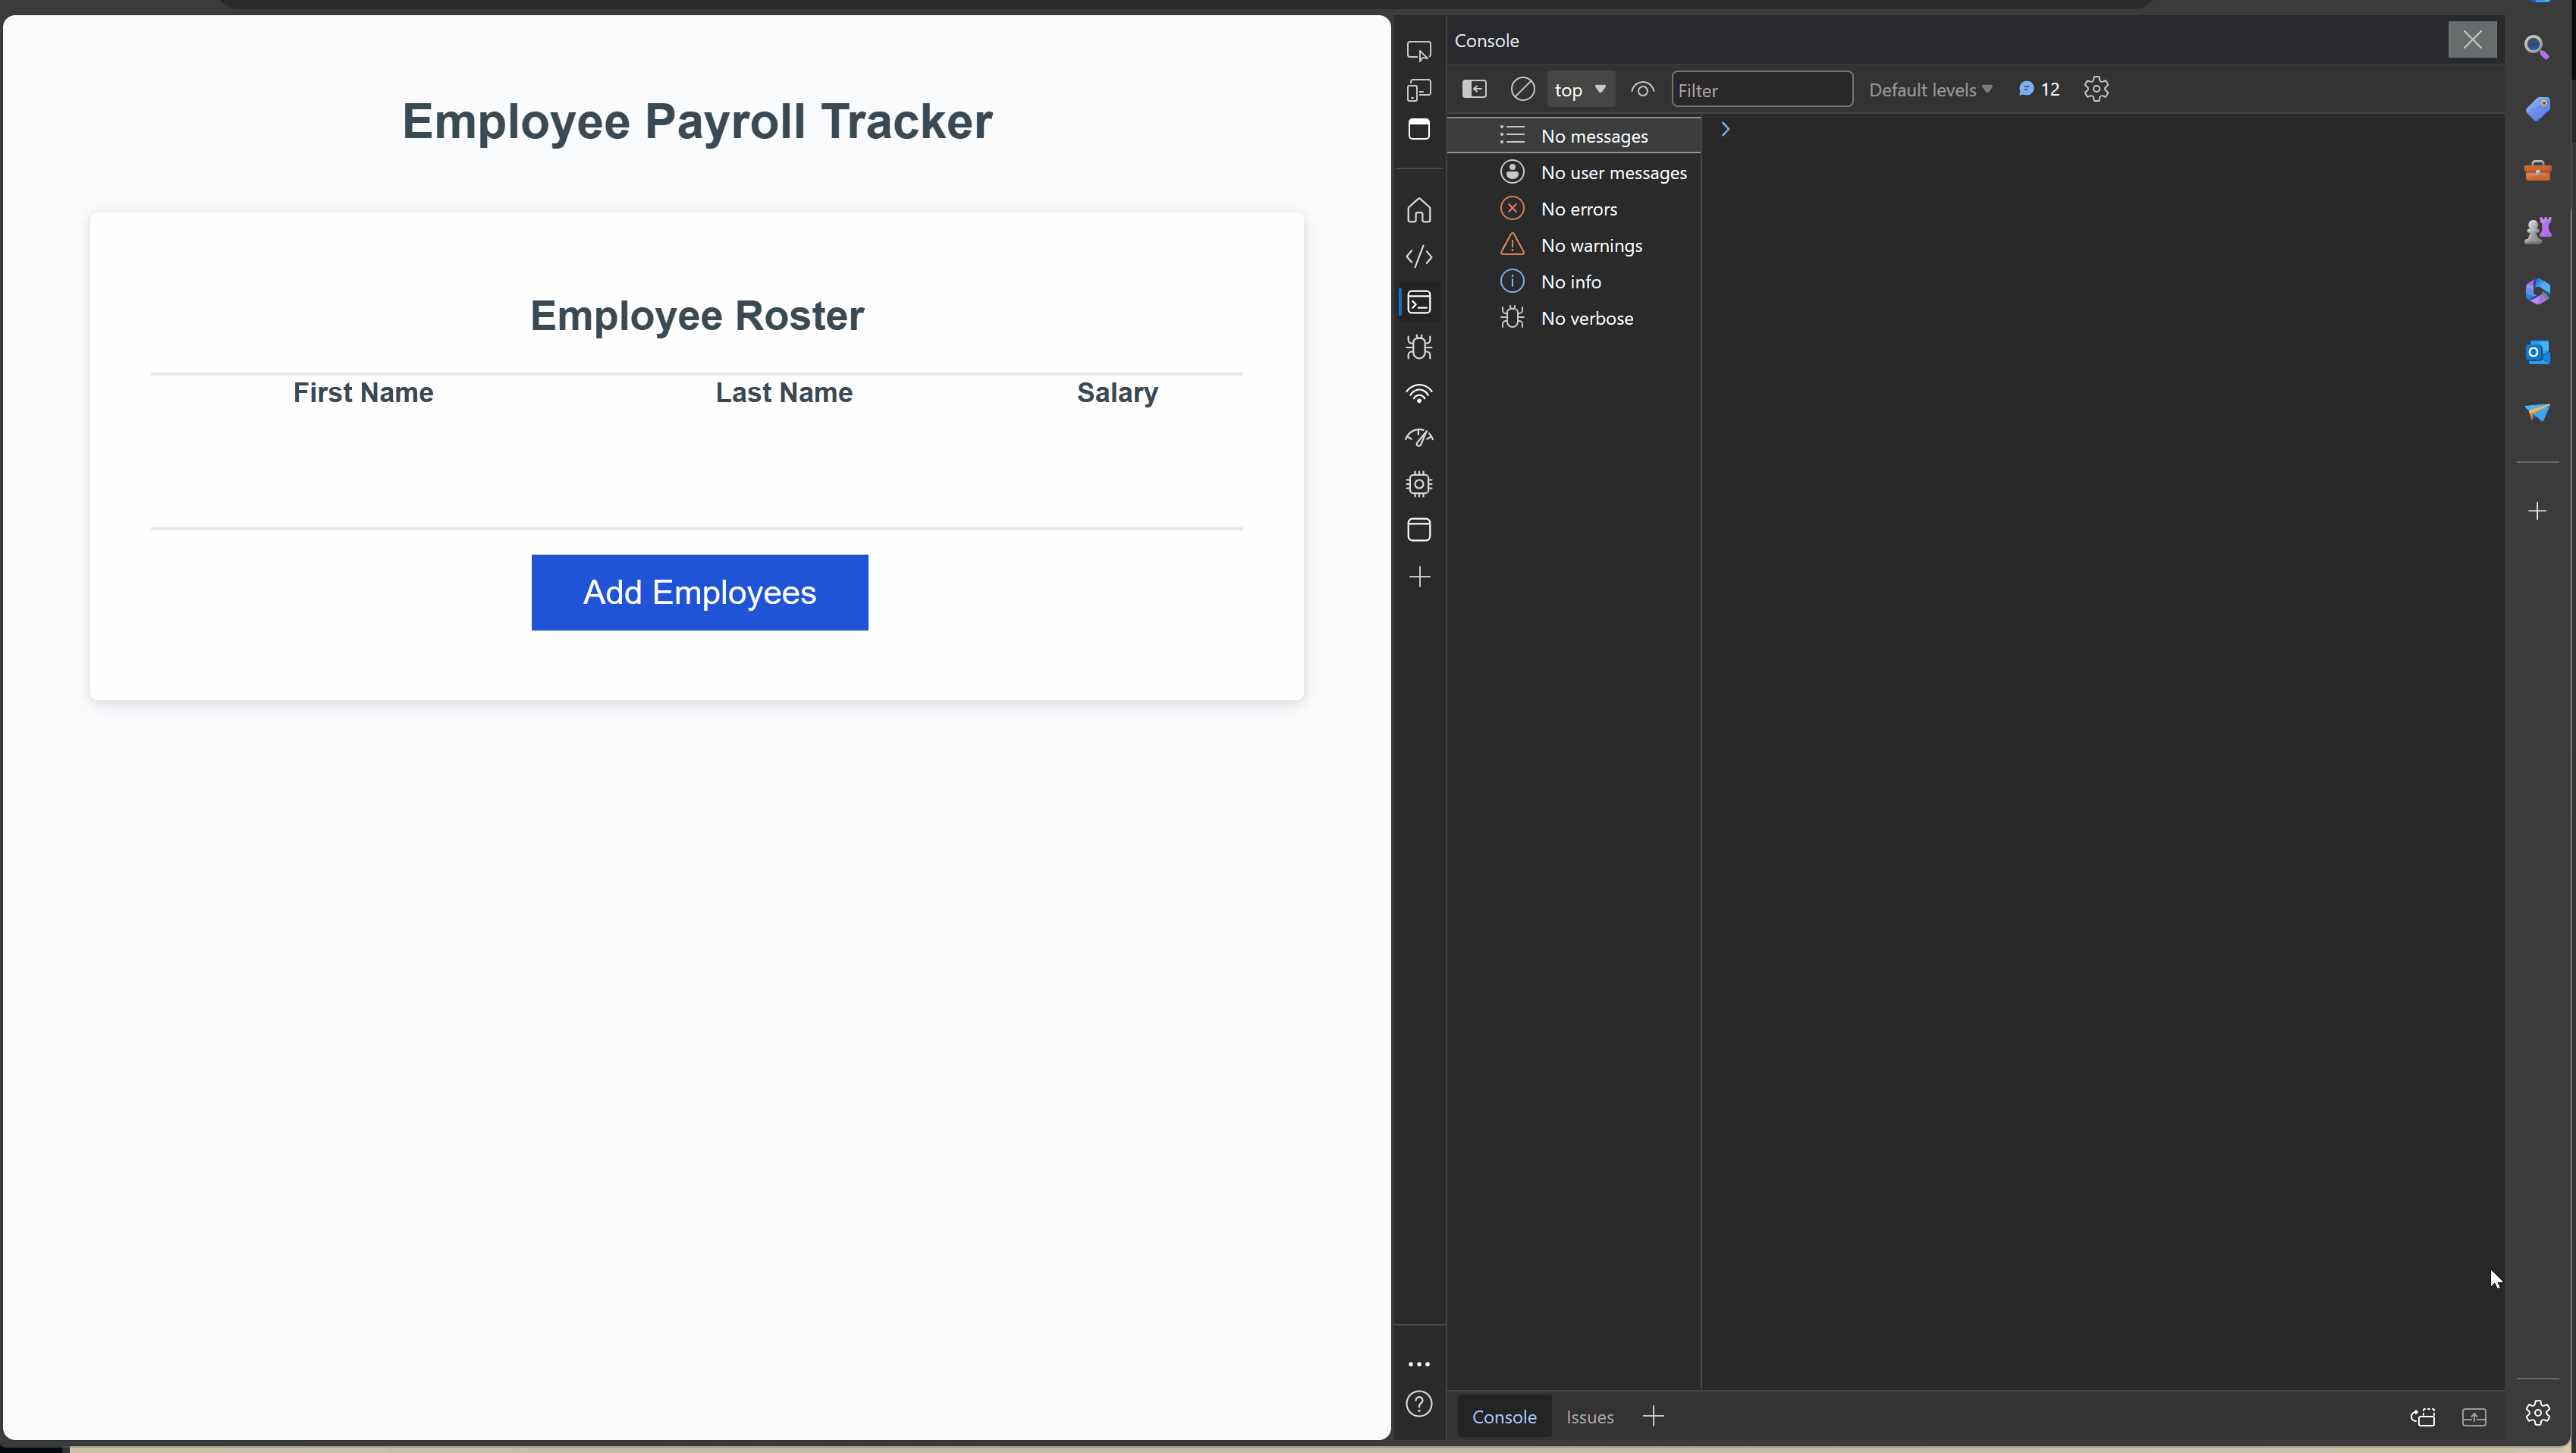 Employee Payroll Tracker
Employee Roster
First Name Last Name Salary
Add Employees
Console
top Filter Default levels 12
No messages
No user messages
No errors
No warnings
No info
No verbose
Console Issues